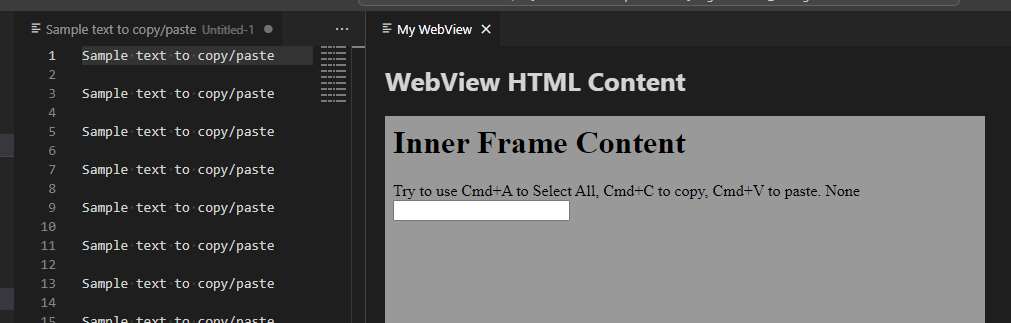 Sample text to copy/paste Untitled-1
My WebView
1 Sample text to copy/paste
2
3 Sample text to copy/paste
4
5 Sample text to copy/paste
6
7 Sample text to copy/paste
8
9 Sample text to copy/paste
10
11 Sample text to copy/paste
12
13 Sample text to copy/paste
14
15 Sample text to copy/paste
WebView HTML Content
Inner Frame Content
Try to use Cmd+A to Select All, Cmd+C to copy, Cmd+V to paste. None